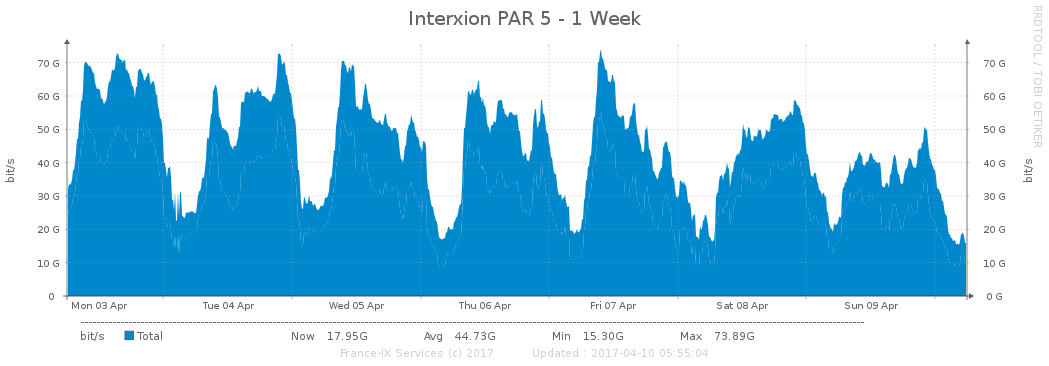 Interxion PAR 5 - 1 Week
RRDTOOL / TOBI OETIKER
bit/s
bit/s
70 G 70 G
60 G 60 G
50 G 50 G
40 G 40 G
30 G 30 G
20 G 20 G
10 G 10 G
0 0 G
Mon 03 Apr Tue 04 Apr Wed 05 Apr Thu 06 Apr Fri 07 Apr Sat 08 Apr Sun 09 Apr
bit/s Total Now 17.95G Avg 44.73G Min 15.30G Max 73.89G
France-IX Services (c) 2017 Updated : 2017-04-10 05:55:04